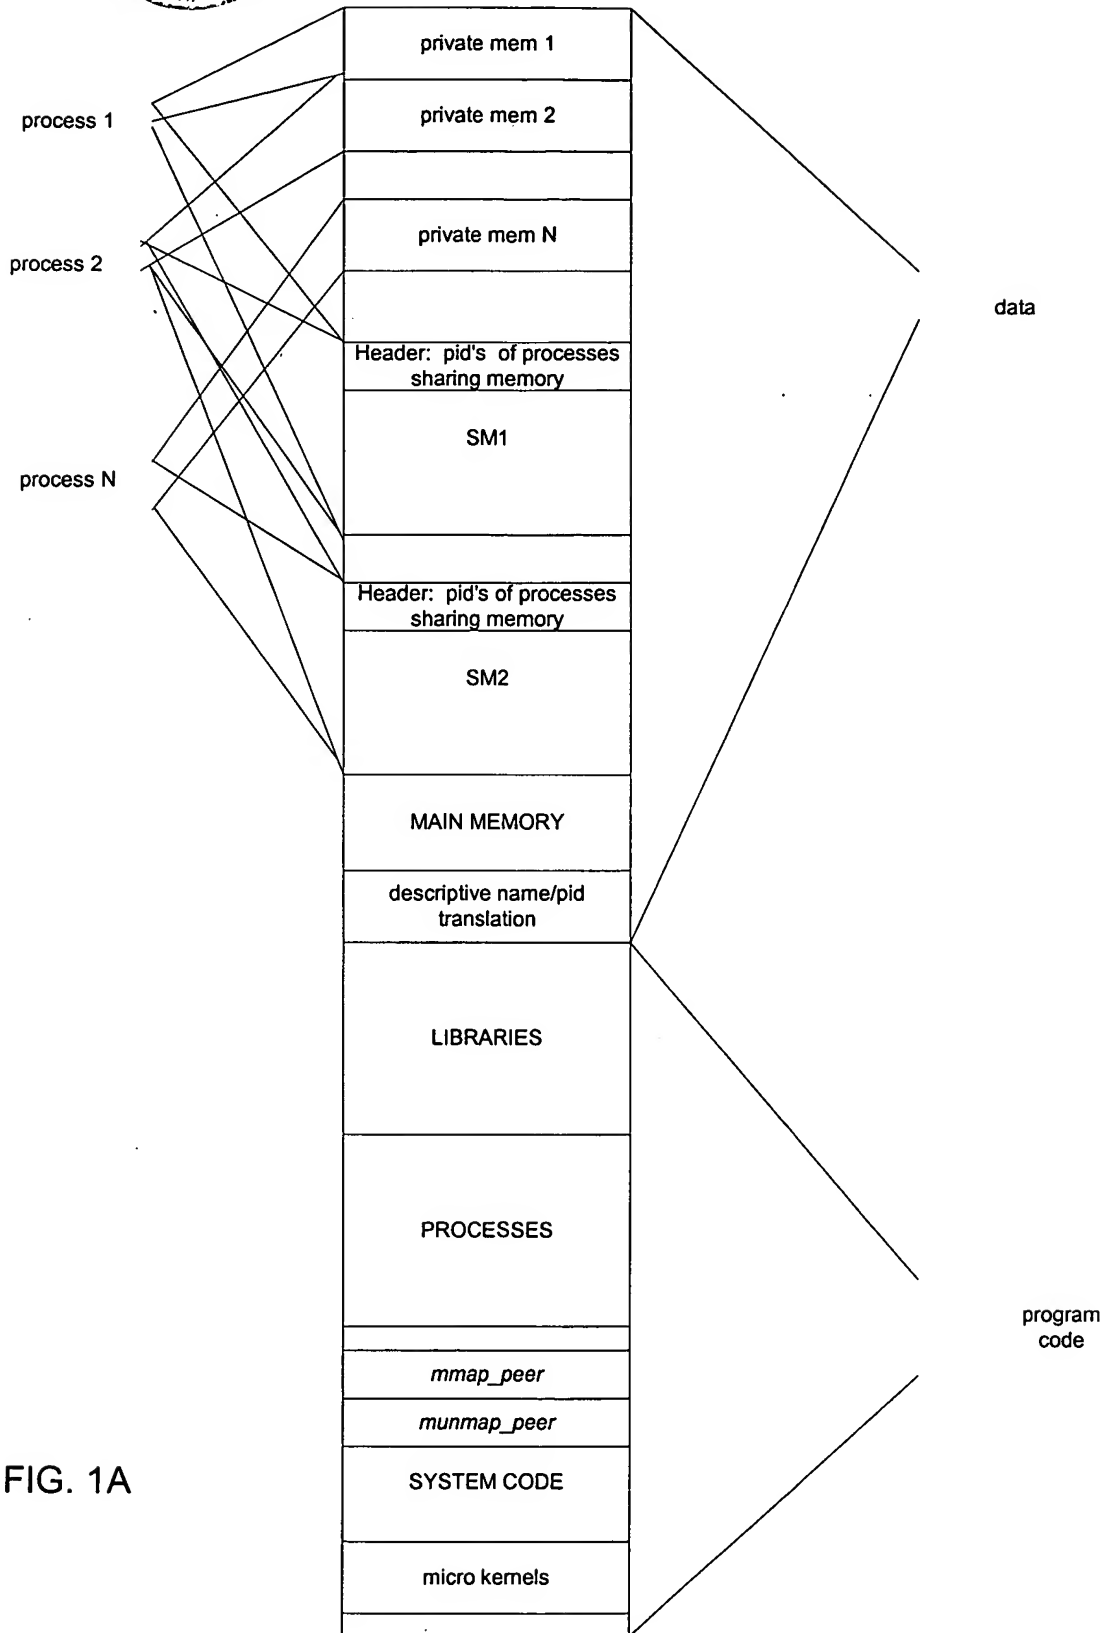 private mem 1
process 1
private mem 2
private mem N
process 2
data
Header: pid's of processes
sharing memory
SM1
process N
Header: pid's of processes
sharing memory
SM2
MAIN MEMORY
descriptive name/pid
translation
LIBRARIES
PROCESSES
program
code
mmap_peer
munmap_peer
SYSTEM CODE
FIG. 1A
micro kernels